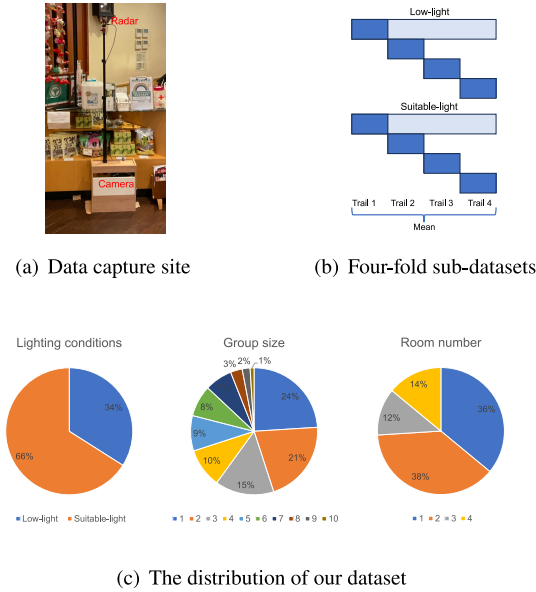 Radar
Camera
(a) Data capture site
Low-light
Suitable-light
Trail 1 Trail 2 Trail 3 Trail 4
Mean
(b) Four-fold sub-datasets
Lighting conditions
34%
66%
Low-light Suitable-light
Group size
24%
21%
15%
10%
9%
8%
3%
2%
1%
1 2 3 4 5 6 7 8 9 10
Room number
36%
38%
12%
14%
1 2 3 4
(c) The distribution of our dataset